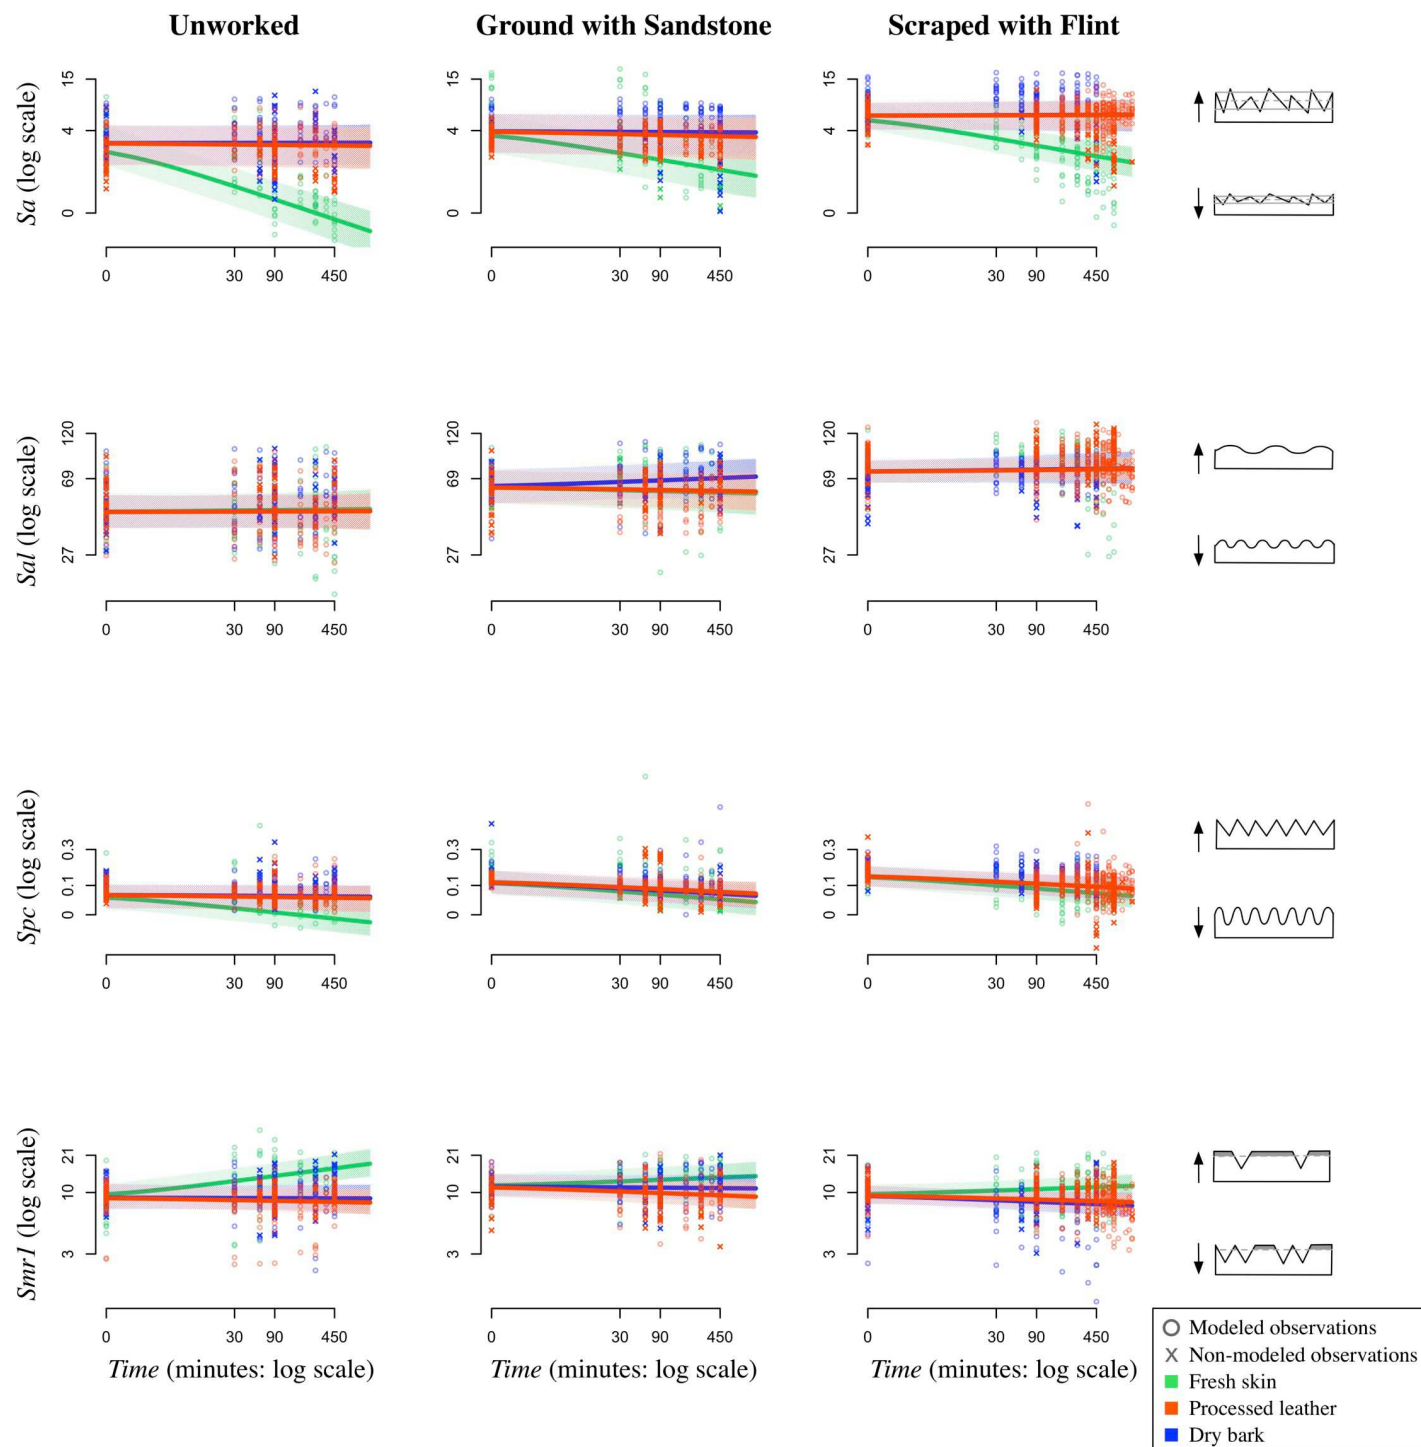 Unworked Ground with Sandstone Scraped with Flint
Sa (log scale)
15 4 0
0 30 90 450
15 4 0
0 30 90 450
15 4 0
0 30 90 450
Sal (log scale)
120 69 27
0 30 90 450
120 69 27
0 30 90 450
120 69 27
0 30 90 450
Spc (log scale)
0.3 0.1 0
0 30 90 450
0.3 0.1 0
0 30 90 450
0.3 0.1 0
0 30 90 450
Smr1 (log scale)
21 10 3
0 30 90 450
21 10 3
0 30 90 450
21 10 3
0 30 90 450
Time (minutes: log scale) Time (minutes: log scale) Time (minutes: log scale)
Modeled observations
X Non-modeled observations
Fresh skin
Processed leather
Dry bark